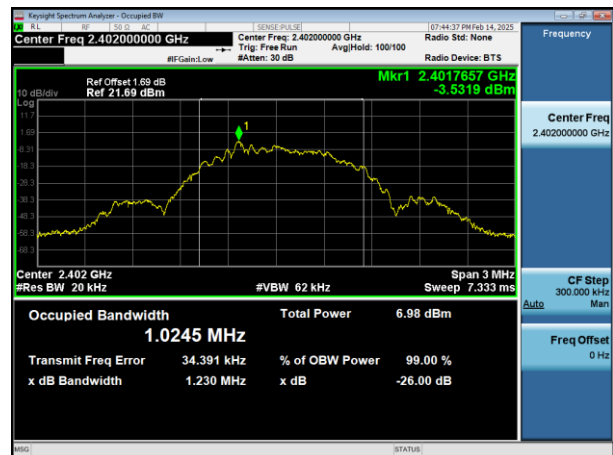 Keysight Spectrum Analyzer - Occupied BW
RL RF 50 Ω AC SENSE:PULSE 07:44:37 PM Feb 14, 2025
Center Freq 2.402000000 GHz Center Freq: 2.402000000 GHz Radio Std: None
Trig: Free Run Avg|Hold: 100/100
#IFGain:Low #Atten: 30 dB Radio Device: BTS
Frequency
Ref Offset 1.69 dB Mkr1 2.4017657 GHz
10 dB/div Ref 21.69 dBm -3.5319 dBm
Log
11.7
1.69
-8.31
-18.3
-28.3
-38.3
-48.3
-58.3
-68.3
1
Center 2.402 GHz Span 3 MHz
#Res BW 20 kHz #VBW 62 kHz Sweep 7.333 ms
Occupied Bandwidth Total Power 6.98 dBm
1.0245 MHz
Transmit Freq Error 34.391 kHz % of OBW Power 99.00 %
x dB Bandwidth 1.230 MHz x dB -26.00 dB
Center Freq
2.402000000 GHz
CF Step
300.000 kHz
Auto Man
Freq Offset
0 Hz
MSG STATUS